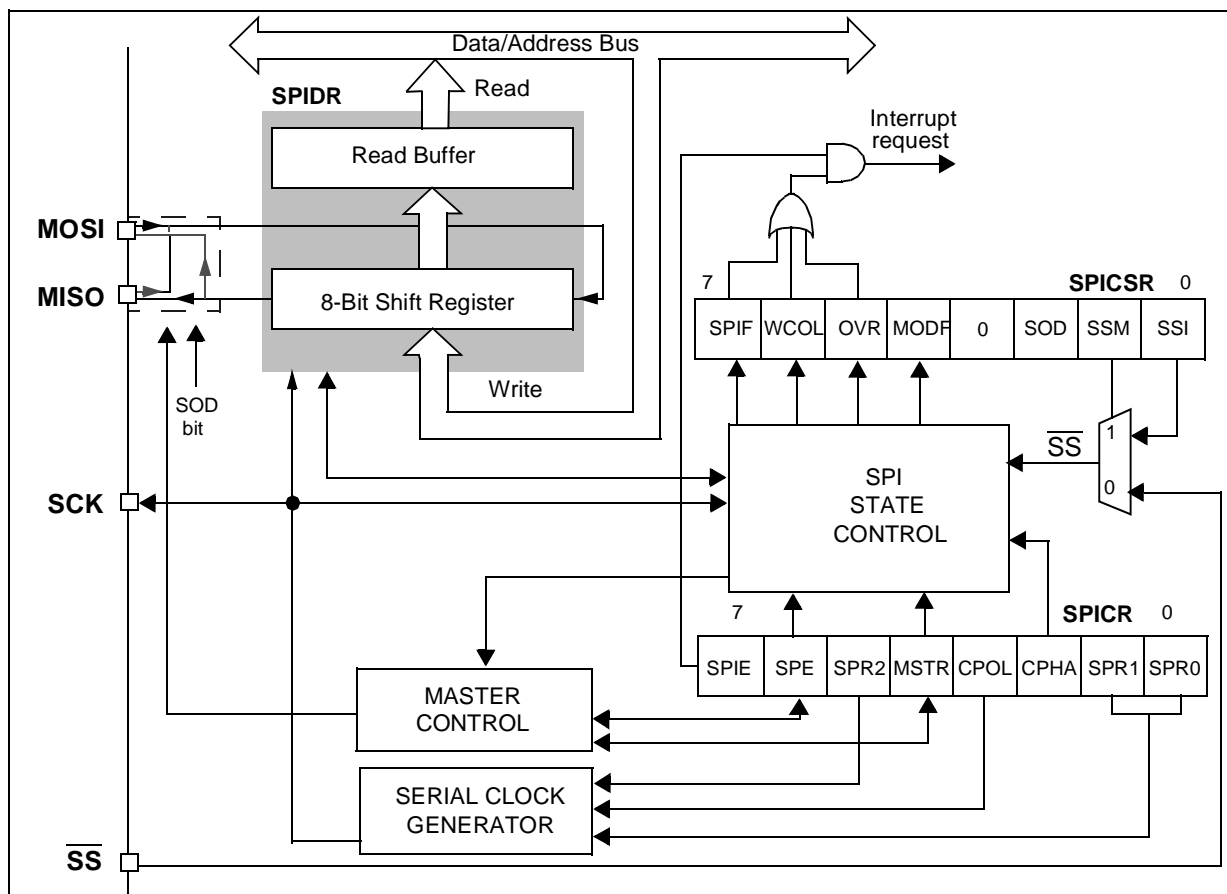 Data/Address Bus
SPIDR
Read
Read Buffer
Interrupt
request
MOSI
MISO
8-Bit Shift Register
7
SPICSR
0
SPIF
WCOL
OVR
MODF
0
SOD
SSM
SSI
Write
SOD
bit
1
SS
0
SCK
SPI
STATE
CONTROL
7
SPICR
0
SPIE
SPE
SPR2
MSTR
CPOL
CPHA
SPR1
SPR0
MASTER
CONTROL
SERIAL CLOCK
GENERATOR
SS